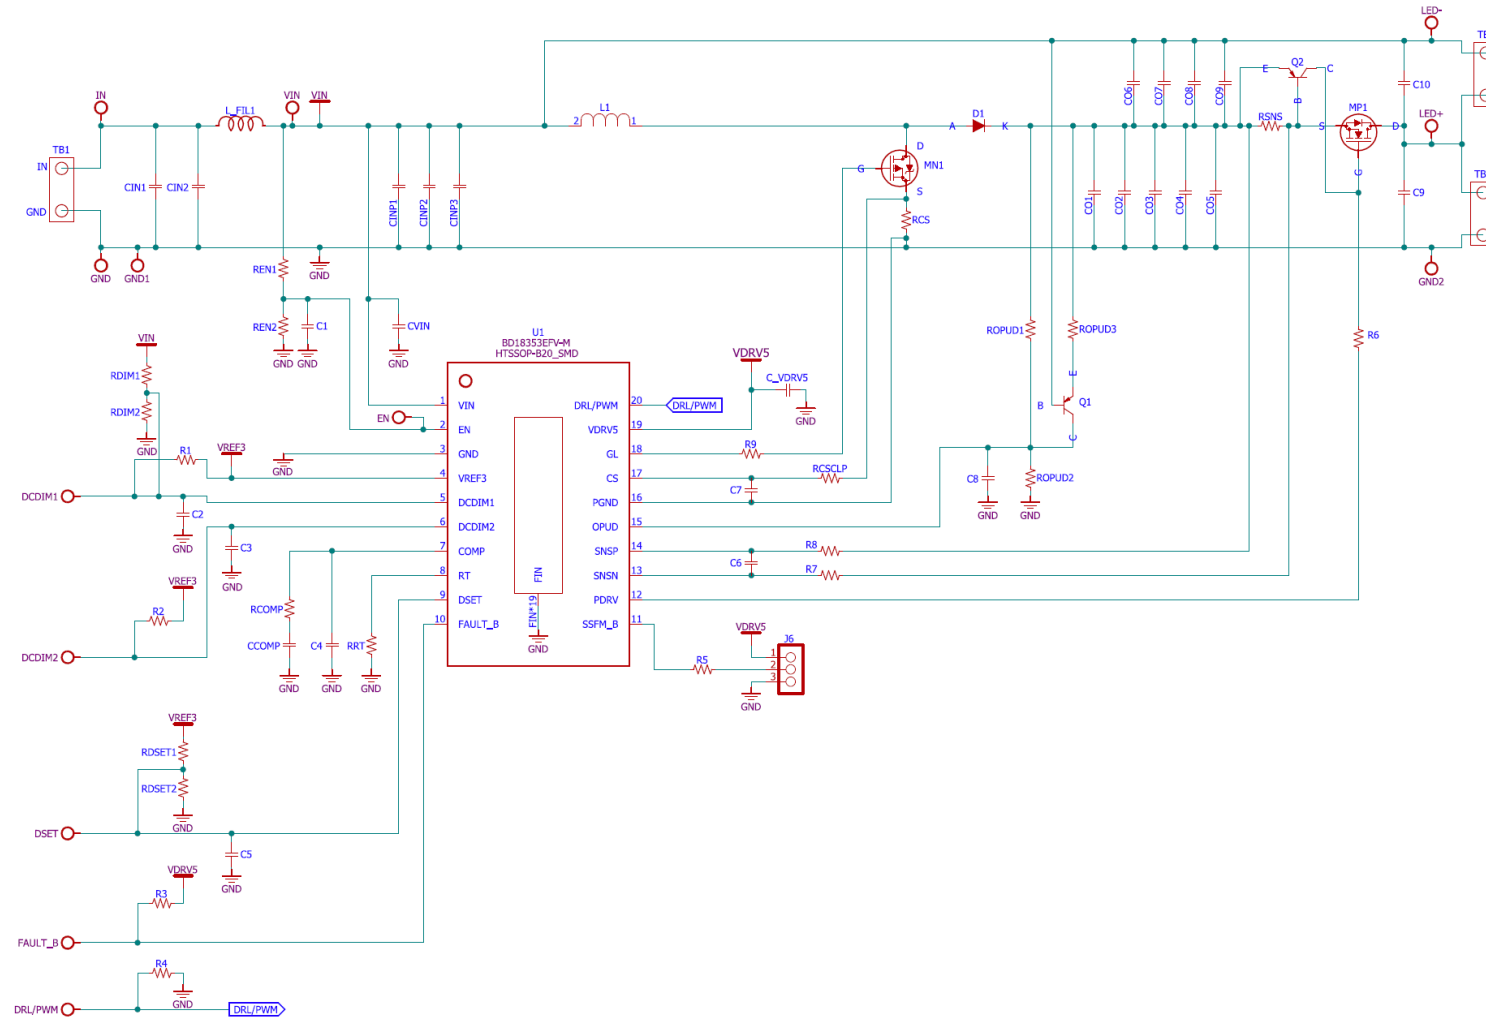 LED-
TE
IN
VIN
VIN
L_FIL1
L1
2
1
D1
A
K
CO6
CO7
CO8
CO9
E
Q2
C
B
C10
MP1
LED+
RSNS
S
D
G
TB1
IN
GND
CIN1
CIN2
CINP1
CINP2
CINP3
D
G
MN1
S
RCS
CO1
CO2
CO3
CO4
CO5
C9
TB
GND
GND1
GND
GND2
REN1
REN2
C1
GND
GND
CVIN
GND
ROPUD1
ROPUD3
R6
VIN
RDIM1
RDIM2
GND
U1
BD18353EFV-M
HTSSOP-B20_SMD
VDRV5
C_VDRV5
GND
E
B
Q1
C
EN
1
VIN
2
EN
3
GND
4
VREF3
5
DCDIM1
6
DCDIM2
7
COMP
8
RT
9
DSET
10
FAULT_B
FIN
FIN*19
GND
DRL/PWM
20
DRL/PWM
VDRV5
19
GL
18
R9
CS
17
RCSCLP
C7
PGND
16
OPUD
15
SNSP
14
R8
C6
SNSN
13
R7
PDRV
12
SSFM_B
11
C8
GND
ROPUD2
GND
GND
R1
VREF3
DCDIM1
C2
GND
C3
GND
VREF3
R2
DCDIM2
RCOMP
CCOMP
C4
RRT
GND
GND
GND
VDRV5
J6
R5
1
2
3
GND
VREF3
RDSET1
RDSET2
GND
DSET
C5
GND
VDRV5
R3
FAULT_B
R4
GND
DRL/PWM
DRL/PWM